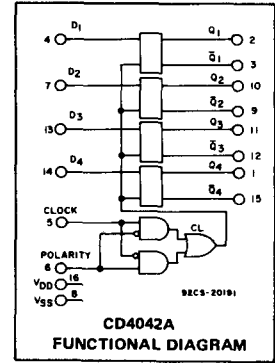 D1 4 Q1 2
Q̅1 3
D2 7 Q2 10
Q̅2 9
D3 13 Q3 11
Q̅3 12
D4 14 Q4 1
Q̅4 15
CLOCK 5 CL
POLARITY 6
VDD 16
VSS 8
92CS-20191
CD4042A
FUNCTIONAL DIAGRAM